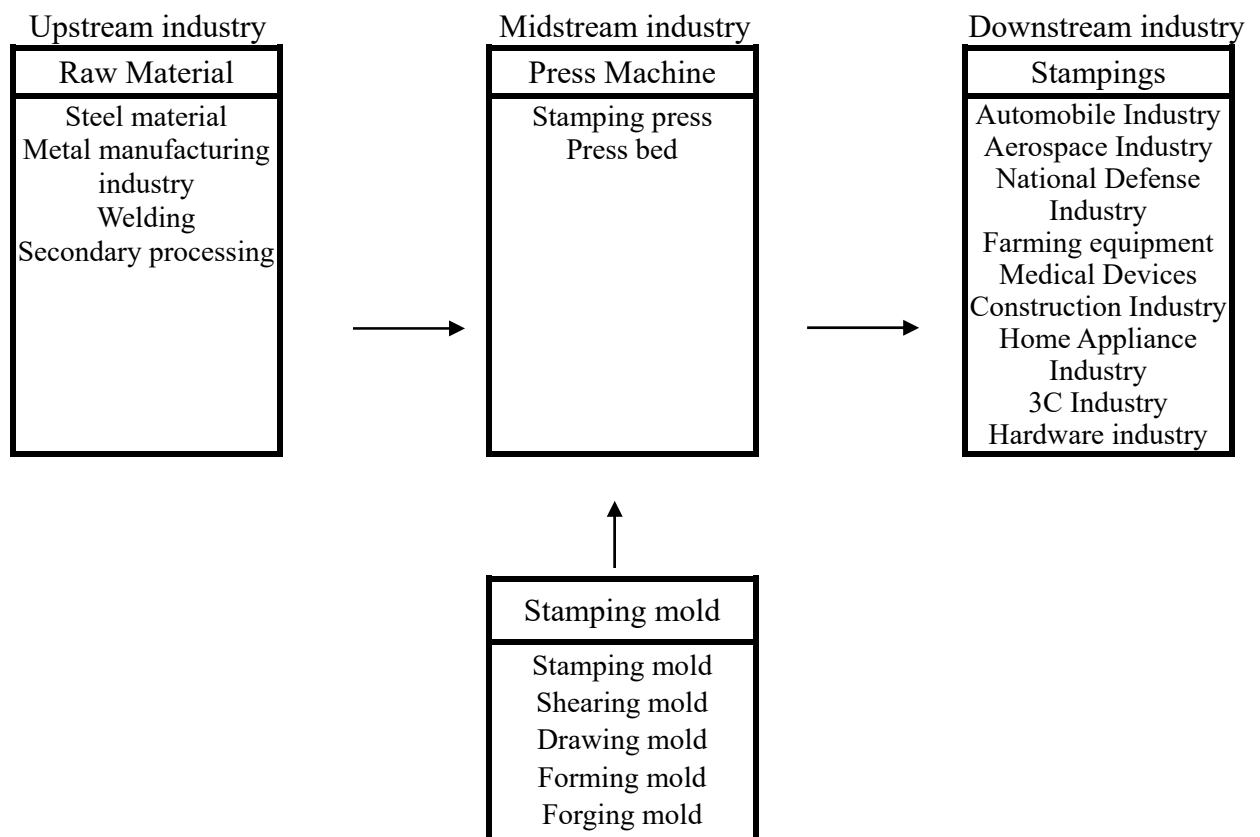 Upstream industry
Raw Material
Steel material
Metal manufacturing
industry
Welding
Secondary processing
Midstream industry
Press Machine
Stamping press
Press bed
Downstream industry
Stampings
Automobile Industry
Aerospace Industry
National Defense
Industry
Farming equipment
Medical Devices
Construction Industry
Home Appliance
Industry
3C Industry
Hardware industry
Stamping mold
Stamping mold
Shearing mold
Drawing mold
Forming mold
Forging mold